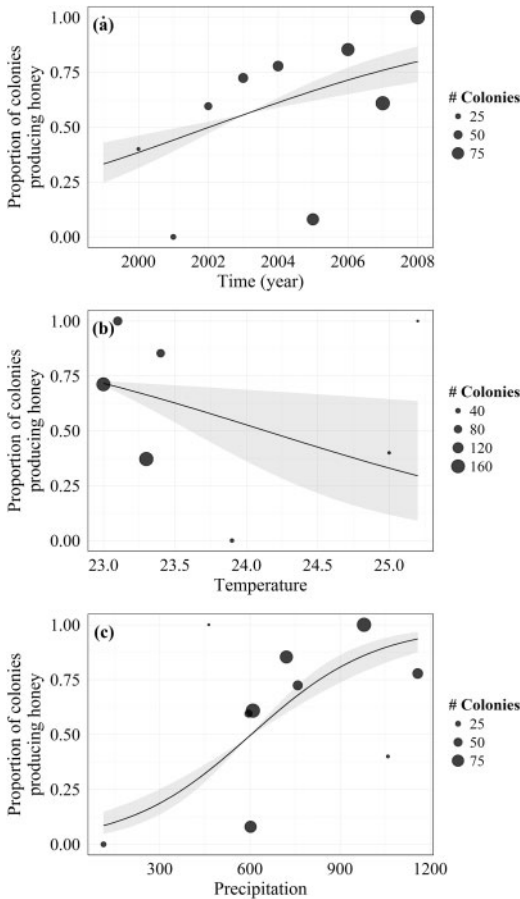 (a)
Proportion of colonies
producing honey
1.00
0.75
0.50
0.25
0.00
2000 2002 2004 2006 2008
Time (year)
# Colonies
25
50
75
(b)
Proportion of colonies
producing honey
1.00
0.75
0.50
0.25
0.00
23.0 23.5 24.0 24.5 25.0
Temperature
# Colonies
40
80
120
160
(c)
Proportion of colonies
producing honey
1.00
0.75
0.50
0.25
0.00
300 600 900 1200
Precipitation
# Colonies
25
50
75